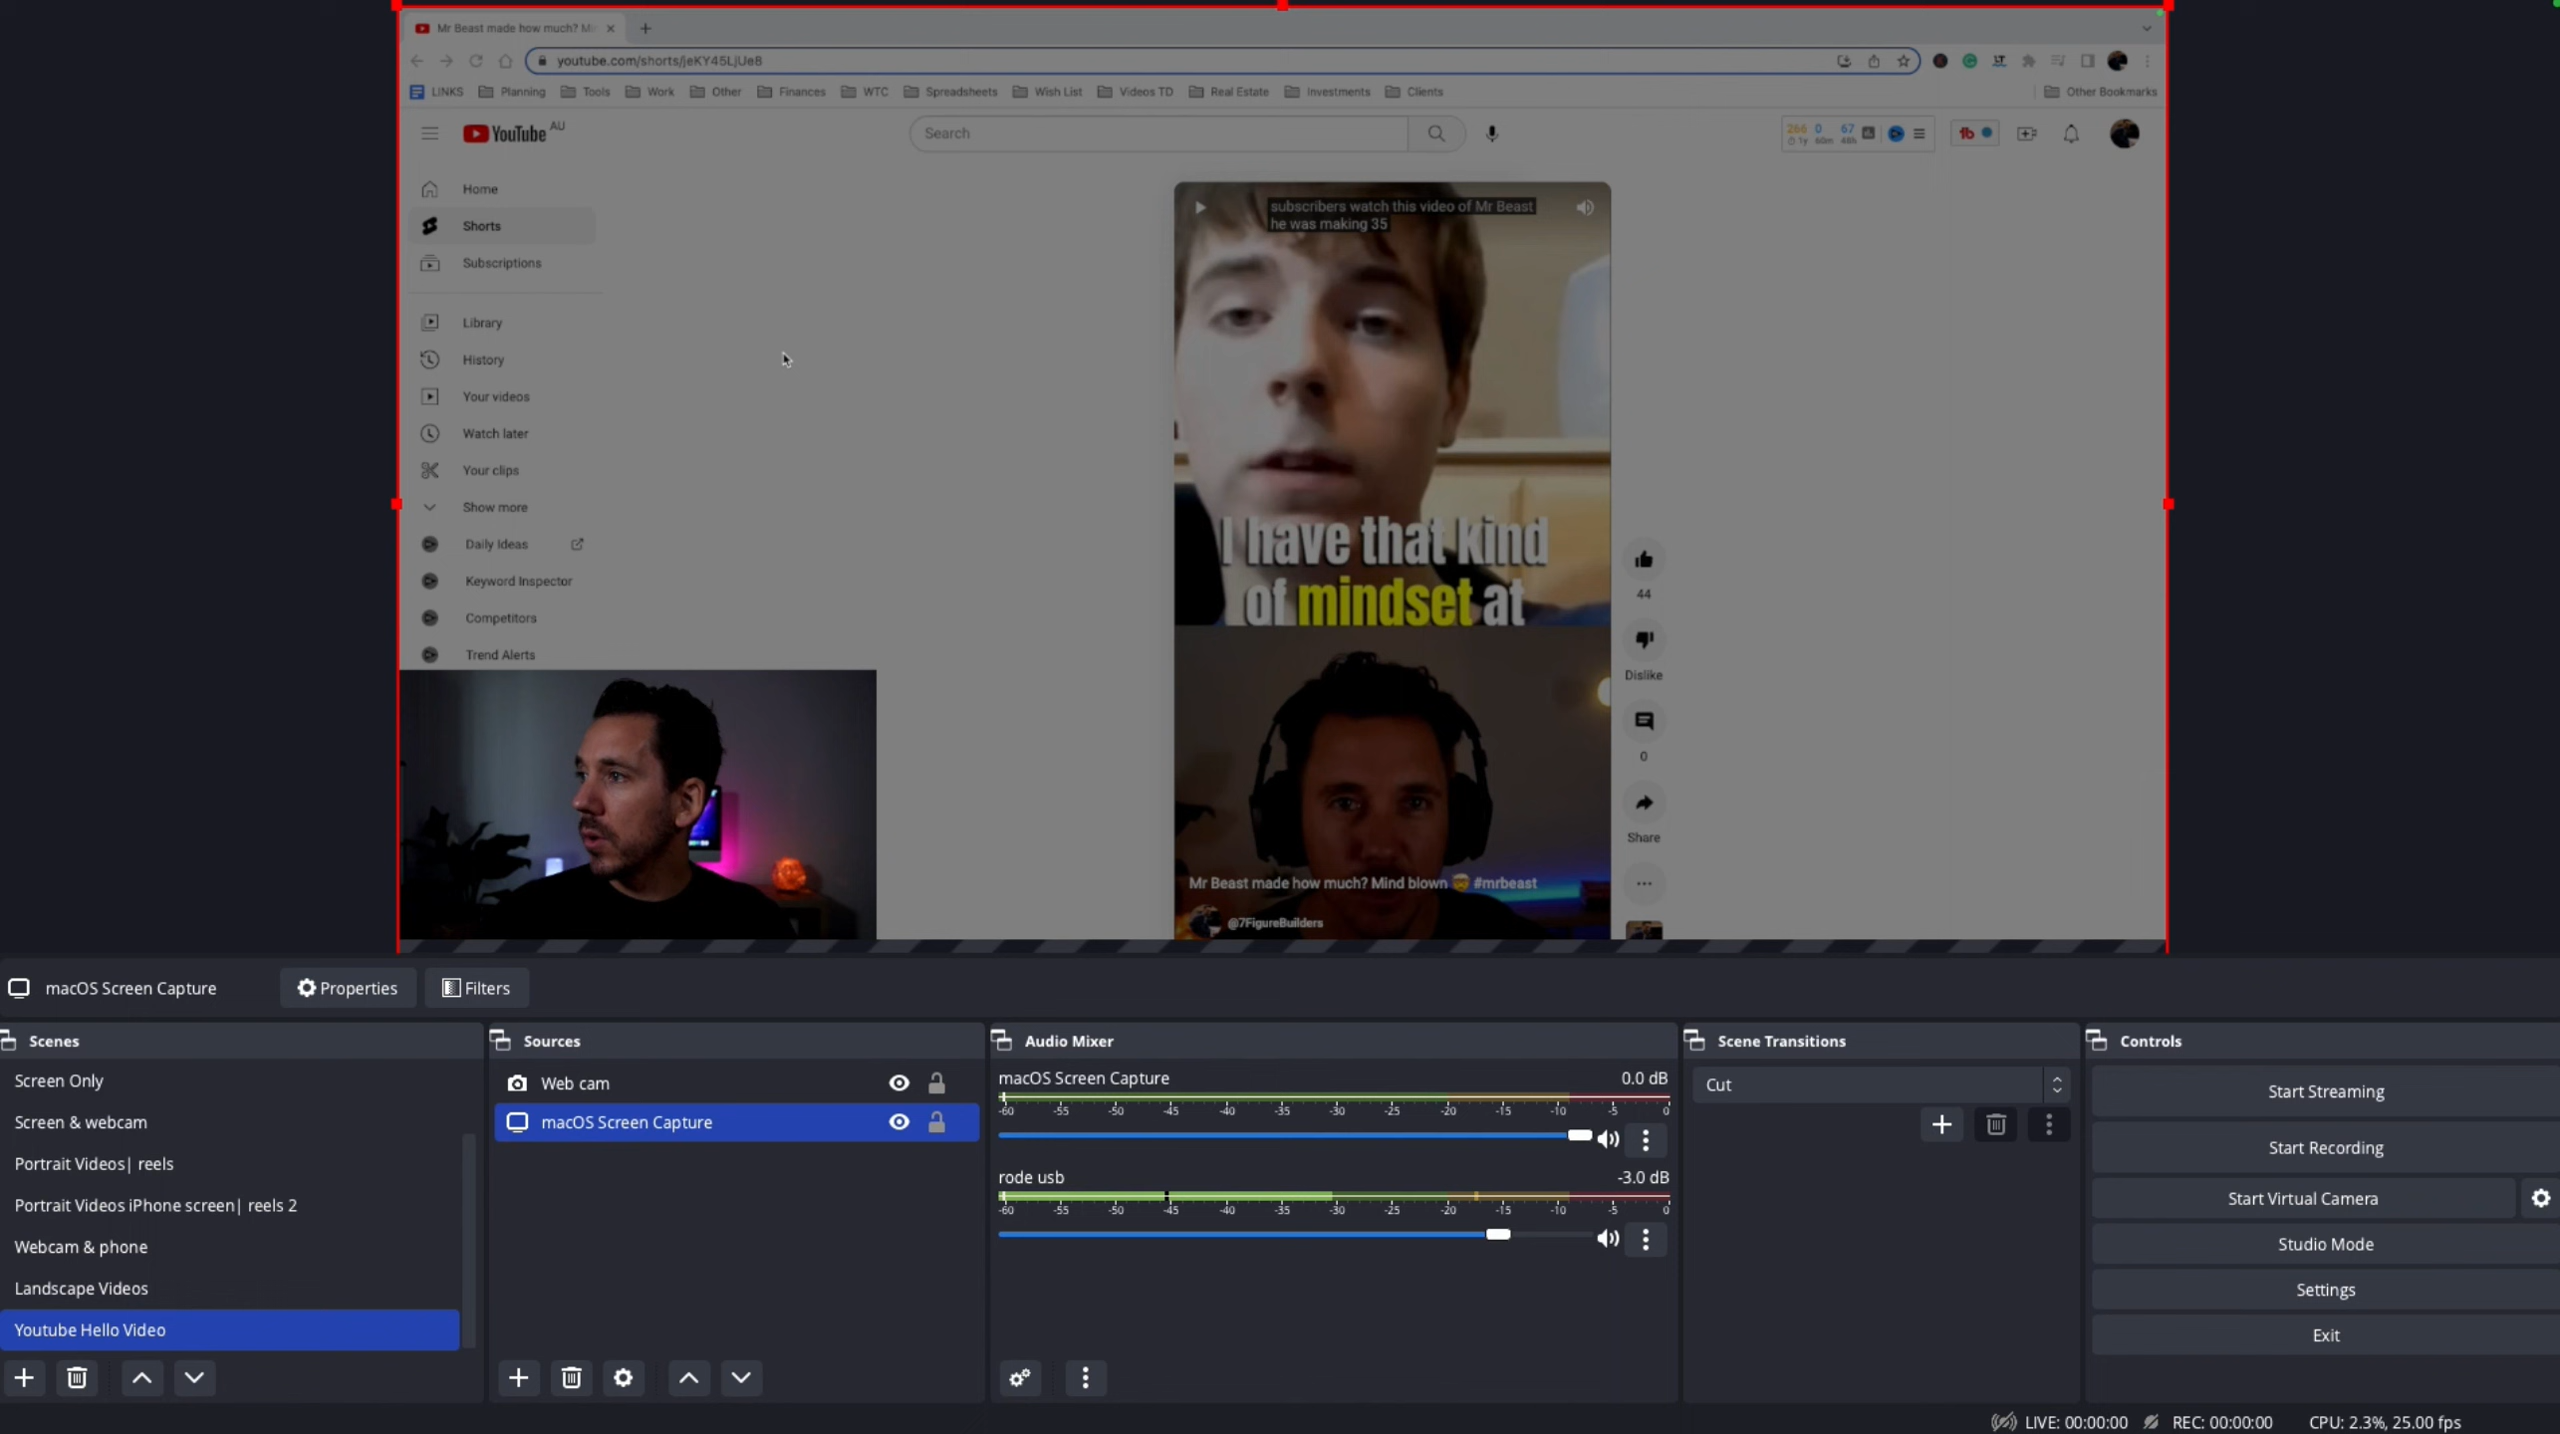 Mr Beast made how much? Mi
youtube.com/shorts/jeKY45LjUe8
LINKS Planning Tools Work Other Finances WTC Spreadsheets Wish List Videos TD Real Estate Investments Clients Other Bookmarks
YouTube AU
Search
266 0 67
1y 60m 48h
tb
Home
Shorts
Subscriptions
Library
History
Your videos
Watch later
Your clips
Show more
Daily Ideas
Keyword Inspector
Competitors
Trend Alerts
subscribers watch this video of Mr Beast
he was making 35
I have that kind
of mindset at
44
Dislike
0
Share
Mr Beast made how much? Mind blown 🤯 #mrbeast
@7FigureBuilders
macOS Screen Capture Properties Filters
Scenes
Screen Only
Screen & webcam
Portrait Videos| reels
Portrait Videos iPhone screen| reels 2
Webcam & phone
Landscape Videos
Youtube Hello Video
Sources
Web cam
macOS Screen Capture
Audio Mixer
macOS Screen Capture 0.0 dB
-60 -55 -50 -45 -40 -35 -30 -25 -20 -15 -10 -5 0
rode usb -3.0 dB
-60 -55 -50 -45 -40 -35 -30 -25 -20 -15 -10 -5 0
Scene Transitions
Cut
Controls
Start Streaming
Start Recording
Start Virtual Camera
Studio Mode
Settings
Exit
LIVE: 00:00:00 REC: 00:00:00 CPU: 2.3%, 25.00 fps